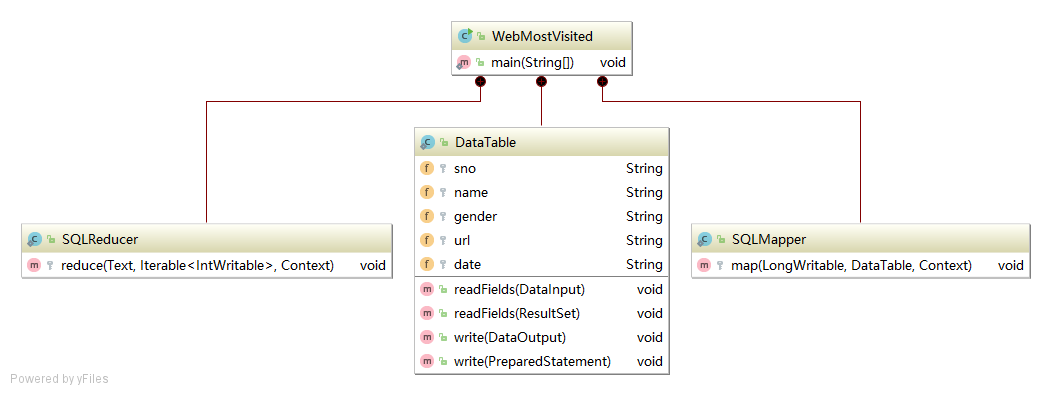 WebMostVisited
main(String[]) void
DataTable
sno String
name String
gender String
url String
date String
readFields(DataInput) void
readFields(ResultSet) void
write(DataOutput) void
write(PreparedStatement) void
SQLReducer
reduce(Text, Iterable<IntWritable>, Context) void
SQLMapper
map(LongWritable, DataTable, Context) void
Powered by yFiles